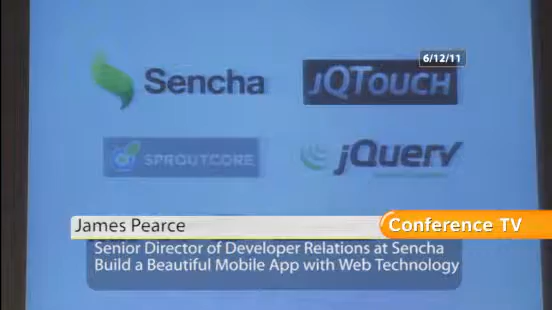 6/12/11
Sencha
jQTouch
SPROUTCORE
jQuery
James Pearce
Conference TV
Senior Director of Developer Relations at Sencha
Build a Beautiful Mobile App with Web Technology